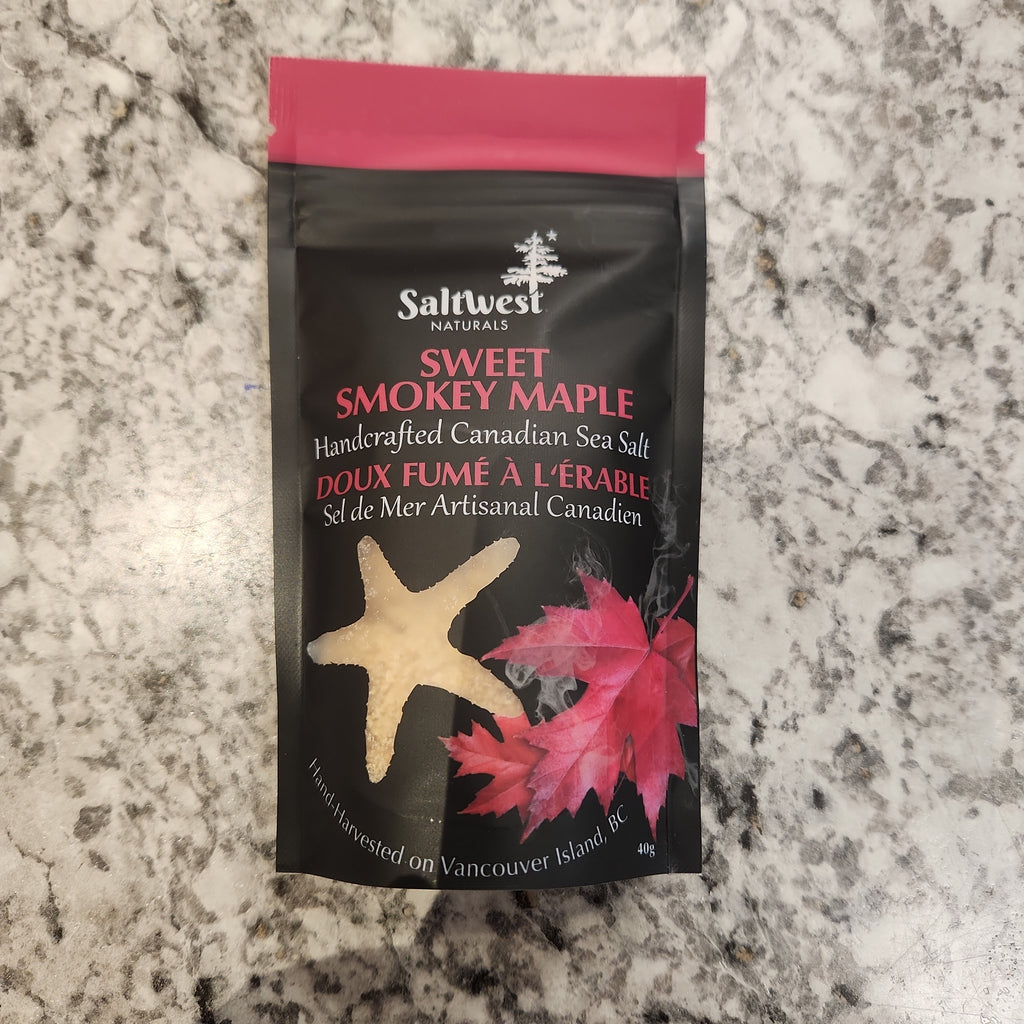 SaltWest
NATURALS
SWEET
SMOKEY MAPLE
Handcrafted Canadian Sea Salt
DOUX FUMÉ À L'ÉRABLE
Sel de Mer Artisanal Canadien
Hand-Harvested on Vancouver Island, BC
40g